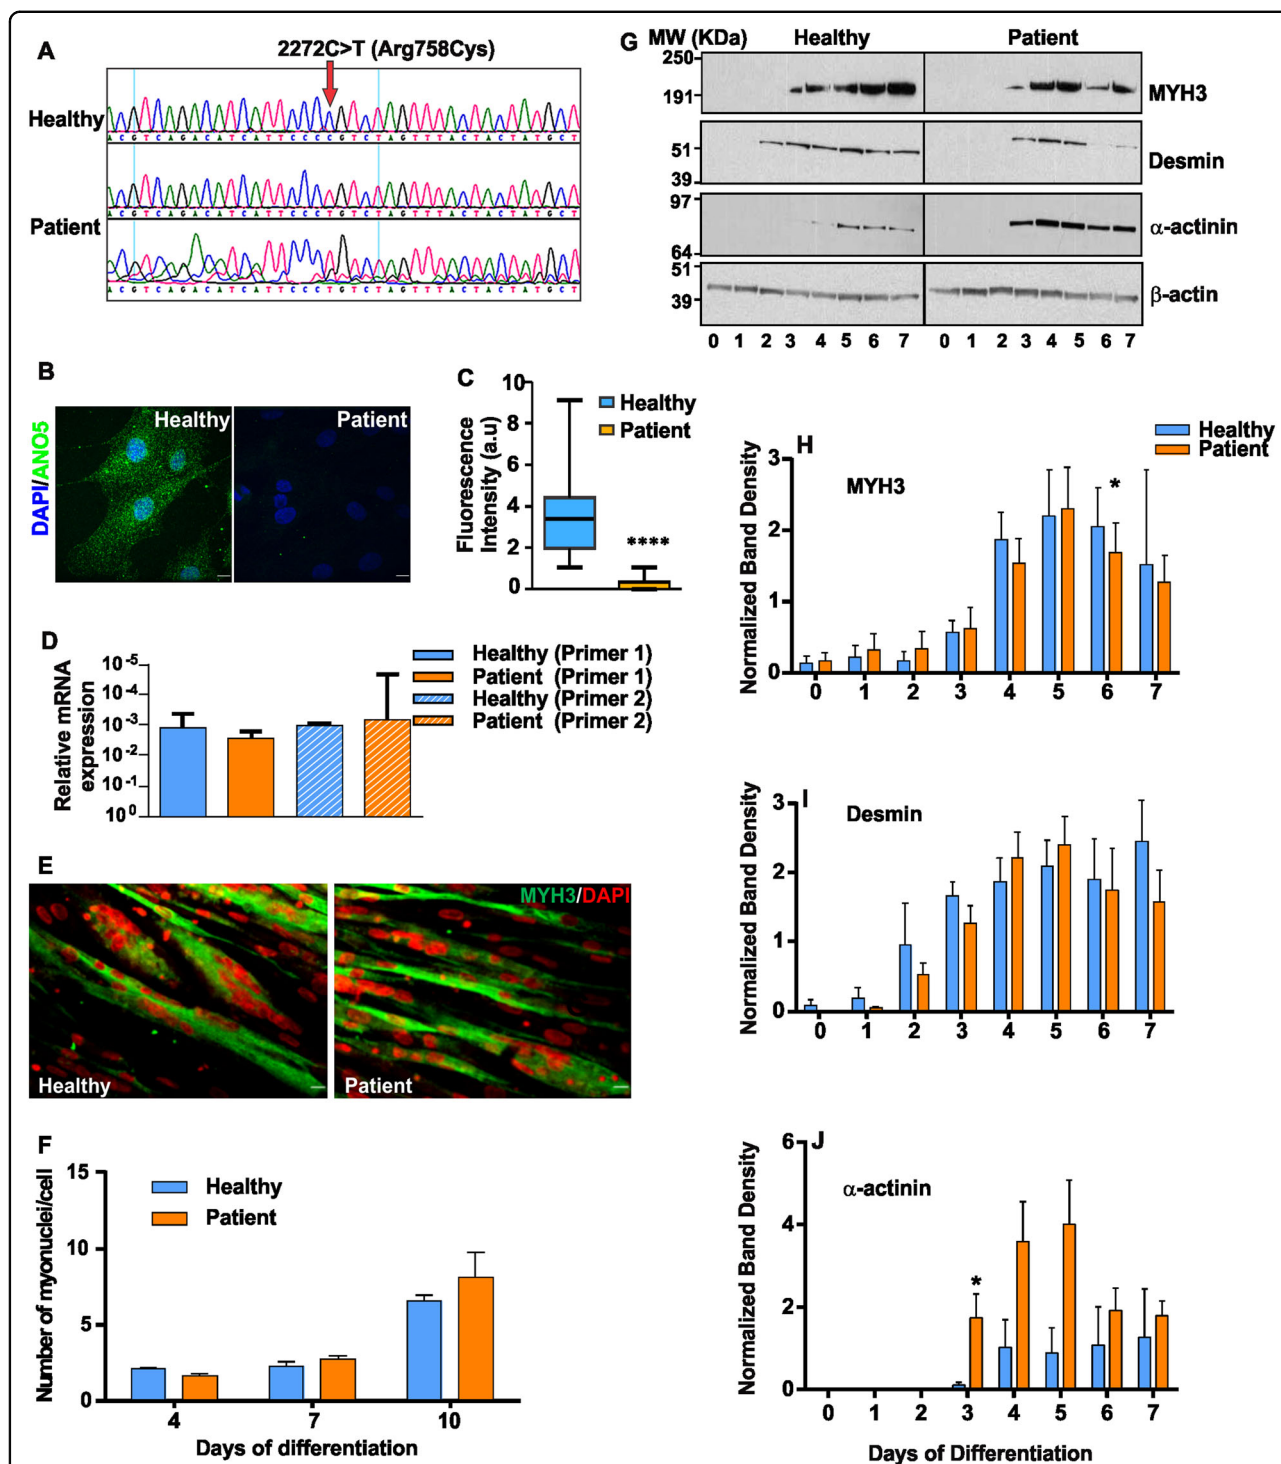 A
2272C>T (Arg758Cys)
Healthy
A C G T C A G A C A T C A T T C C C C G T C T A G T T T A C T A C T A T G C T
Patient
A C G T C A G A C A T C A T T C C C T G T C T A G T T T A C T A C T A T G C T
A C G T C A G A C A T C A T T C C C T G T C T A G T T T A C T A C T A T G C T
B
DAPI/ANO5
Healthy
Patient
C
Fluorescence
Intensity (a.u)
10
8
6
4
2
0
Healthy
Patient
****
D
Relative mRNA
expression
10-5
10-4
10-3
10-2
10-1
100
Healthy (Primer 1)
Patient (Primer 1)
Healthy (Primer 2)
Patient (Primer 2)
E
MYH3/DAPI
Healthy
Patient
F
Number of myonuclei/cell
15
10
5
0
Healthy
Patient
4 7 10
Days of differentiation
G
MW (KDa)
Healthy
Patient
250
191
MYH3
51
39
Desmin
97
64
α-actinin
51
39
β-actin
0 1 2 3 4 5 6 7 0 1 2 3 4 5 6 7
Healthy
Patient
H
MYH3
Normalized Band Density
3
2
1
0
*
0 1 2 3 4 5 6 7
I
Desmin
Normalized Band Density
3
2
1
0
0 1 2 3 4 5 6 7
J
α-actinin
Normalized Band Density
6
4
2
0
*
0 1 2 3 4 5 6 7
Days of Differentiation